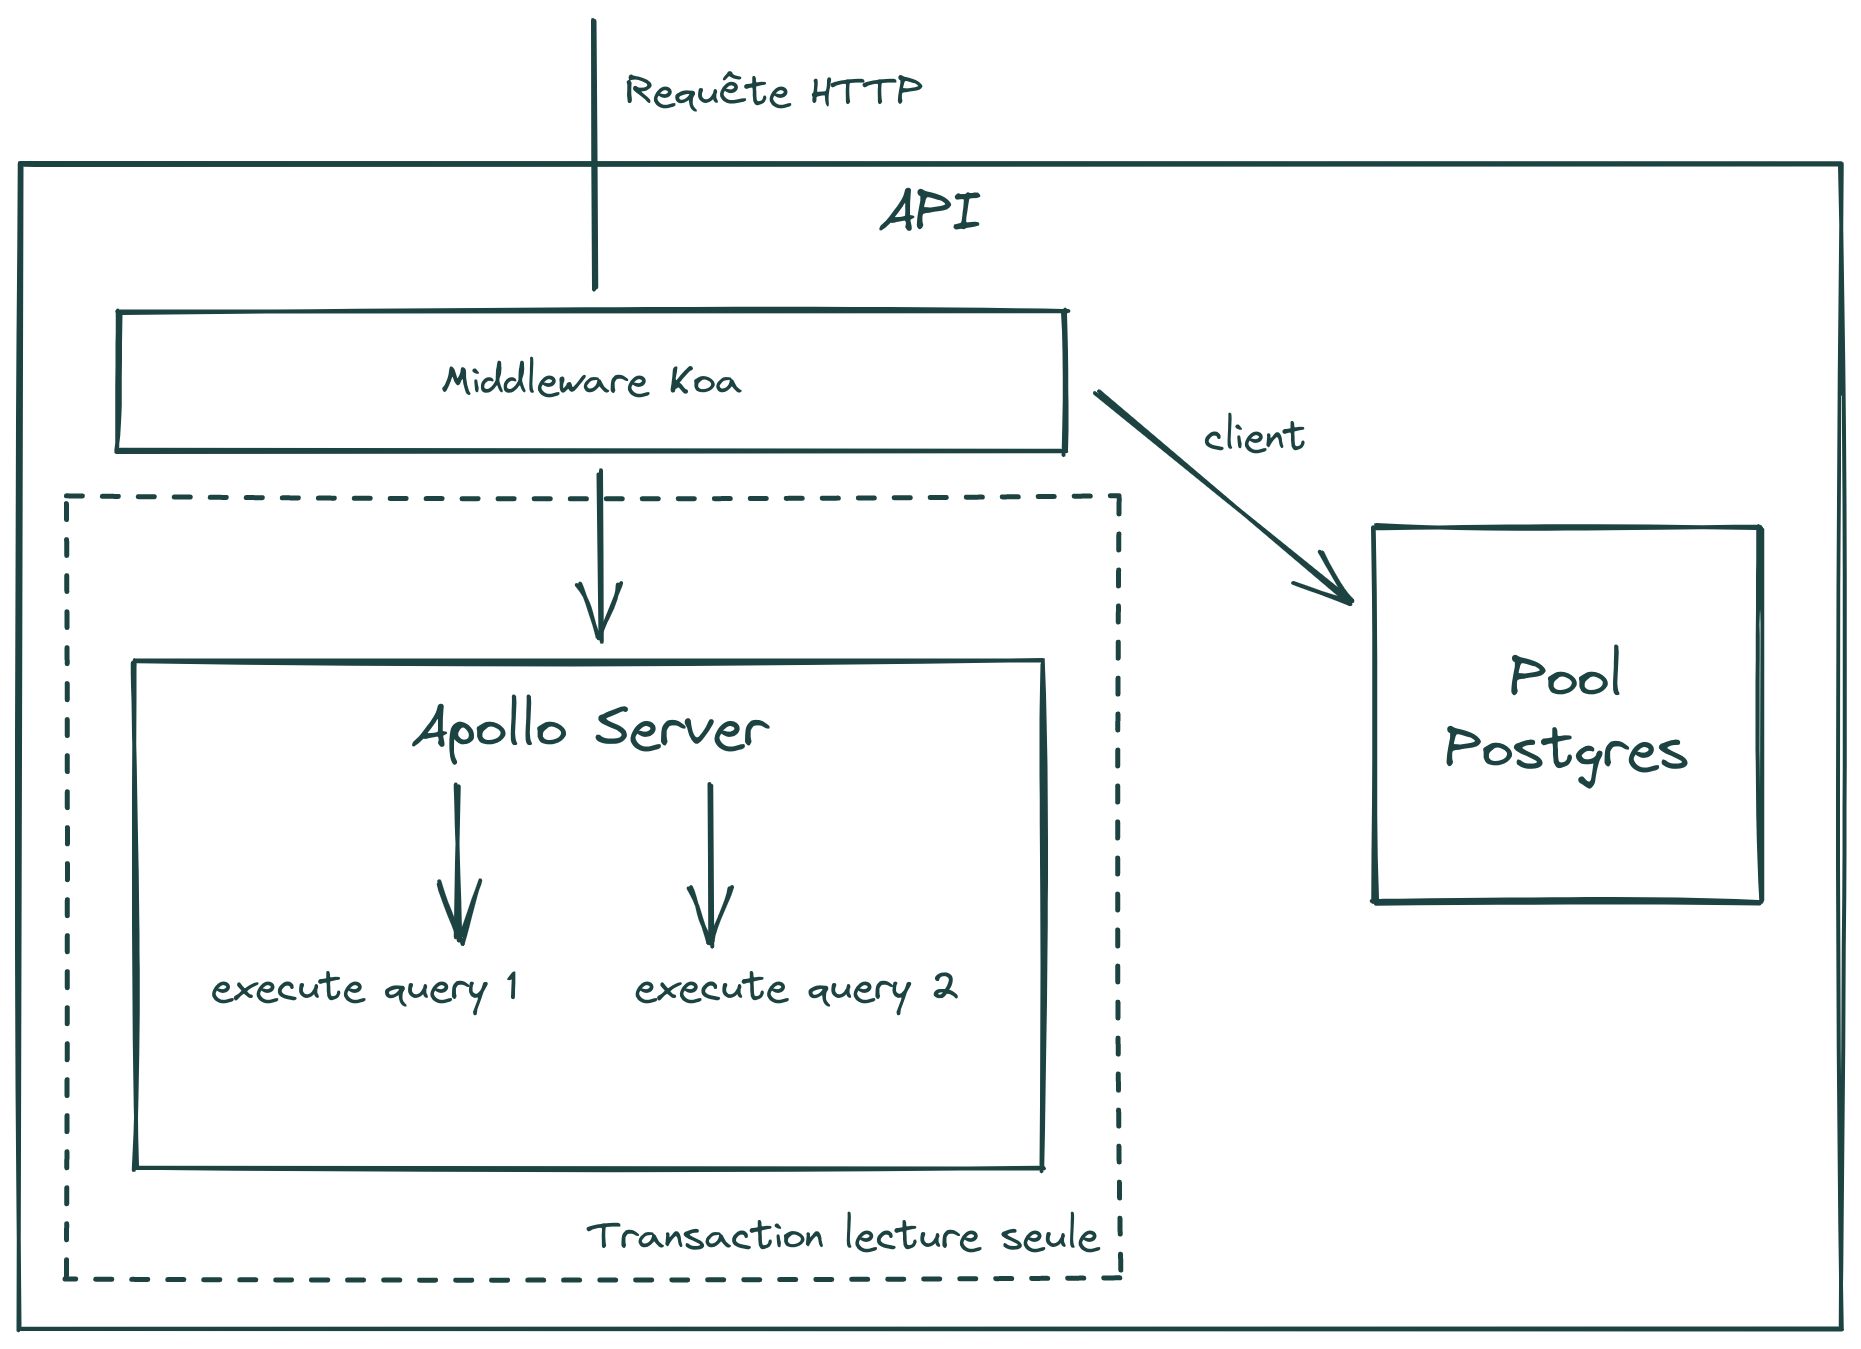 Requête HTTP
API
Middleware Koa
client
Apollo Server
Pool
Postgres
execute query 1
execute query 2
Transaction lecture seule